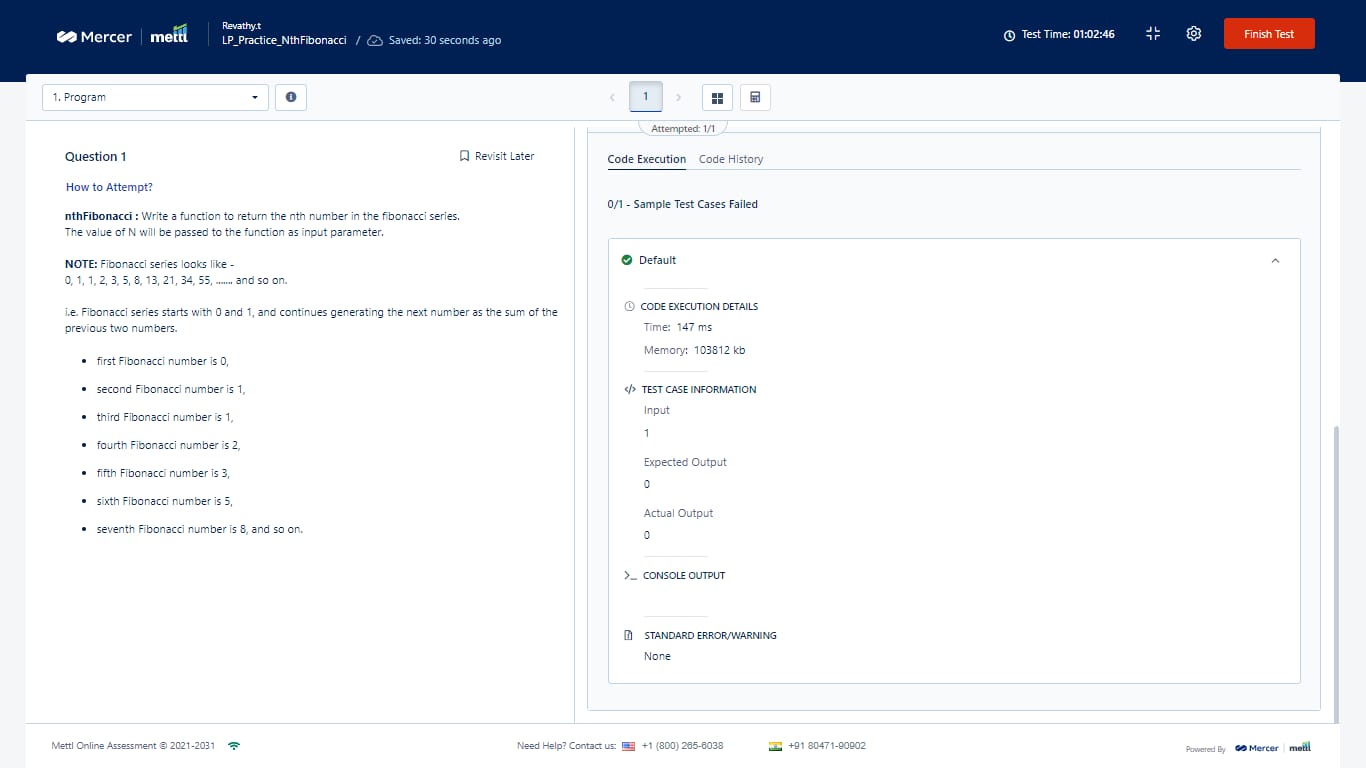 Mercer mettl
Revathy.t
LP_Practice_NthFibonacci / Saved: 30 seconds ago
Test Time: 01:02:46
Finish Test
1. Program
1
Attempted: 1/1
Question 1
Revisit Later
How to Attempt?
nthFibonacci : Write a function to return the nth number in the fibonacci series.
The value of N will be passed to the function as input parameter.
NOTE: Fibonacci series looks like -
0, 1, 1, 2, 3, 5, 8, 13, 21, 34, 55, ....... and so on.
i.e. Fibonacci series starts with 0 and 1, and continues generating the next number as the sum of the
previous two numbers.
• first Fibonacci number is 0,
• second Fibonacci number is 1,
• third Fibonacci number is 1,
• fourth Fibonacci number is 2,
• fifth Fibonacci number is 3,
• sixth Fibonacci number is 5,
• seventh Fibonacci number is 8, and so on.
Code Execution Code History
0/1 - Sample Test Cases Failed
Default
CODE EXECUTION DETAILS
Time: 147 ms
Memory: 103812 kb
</> TEST CASE INFORMATION
Input
1
Expected Output
0
Actual Output
0
>_ CONSOLE OUTPUT
STANDARD ERROR/WARNING
None
Mettl Online Assessment © 2021-2031
Need Help? Contact us: +1 (800) 265-6038 +91 80471-90902
Powered By Mercer mettl